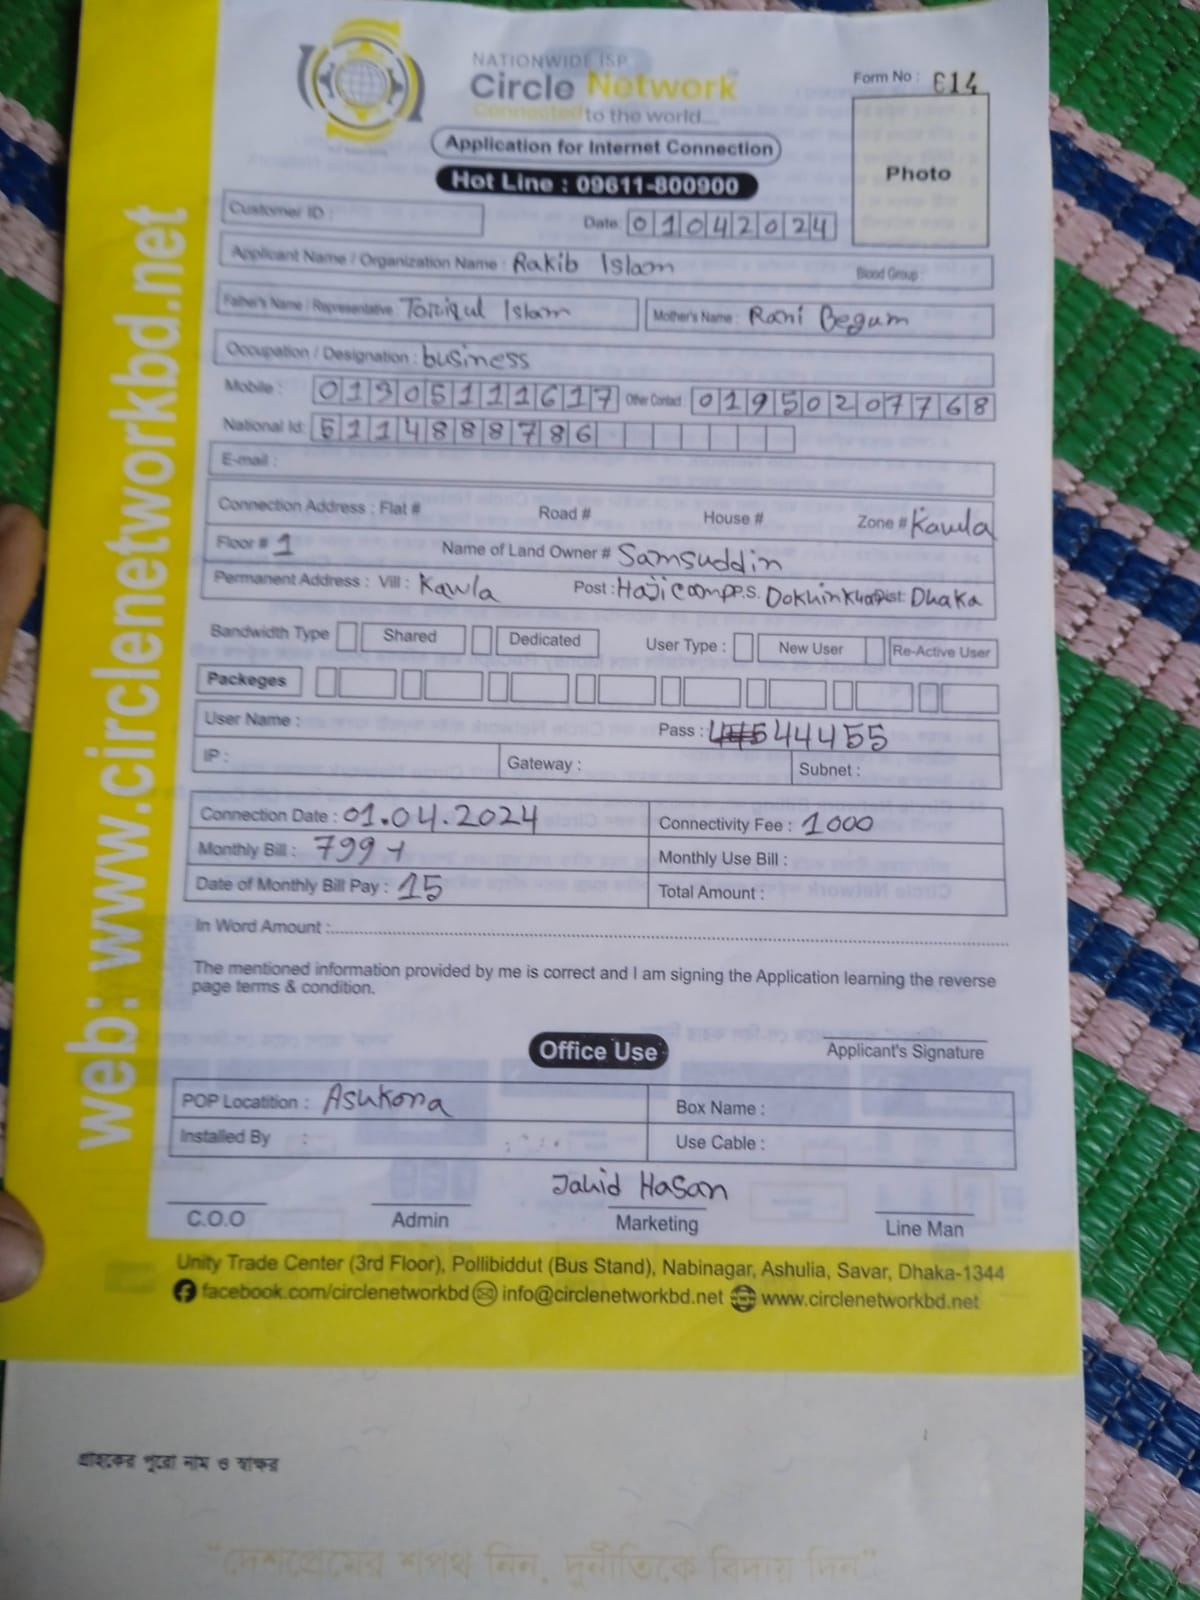 NATIONWIDE ISP
Circle Network
Connected to the world....
Form No : 614
Application for Internet Connection
Photo
Hot Line : 09611-800900
Customer ID :
Date: 01042024
Applicant Name / Organization Name : Rakib Islam Blood Group :
Father's Name / Representative : Toriqul Islam Mother's Name : Rani Begum
Occupation / Designation : business
Mobile : 01305111617 Other Contact : 01950207768
National Id: 5114888786
E-mail :
Connection Address : Flat # Road # House # Zone # Kawla
Floor # 1 Name of Land Owner # Samsuddin
Permanent Address : Vill : Kawla Post : Haji Camp P.S. Dist: Dhaka
Bandwidth Type Shared Dedicated User Type : New User Re-Active User
Packeges
User Name : Pass : 544455
IP : Gateway : Subnet :
Connection Date : 01.04.2024 Connectivity Fee : 1000
Monthly Bill : 799 Monthly Use Bill :
Date of Monthly Bill Pay : 15 Total Amount :
In Word Amount :
The mentioned information provided by me is correct and I am signing the Application learning the reverse
page terms & condition.
Applicant's Signature
Office Use
POP Locatition : Asukona Box Name :
Installed By : Use Cable :
Jahid Hasan
C.O.O Admin Marketing Line Man
Unity Trade Center (3rd Floor), Pollibiddut (Bus Stand), Nabinagar, Ashulia, Savar, Dhaka-1344
facebook.com/circlenetworkbd info@circlenetworkbd.net www.circlenetworkbd.net
web: www.circlenetworkbd.net
গ্রাহকের পুরো নাম ও স্বাক্ষর
"দেশপ্রেমের শপথ নিন, দুর্নীতিকে বিদায় দিন"